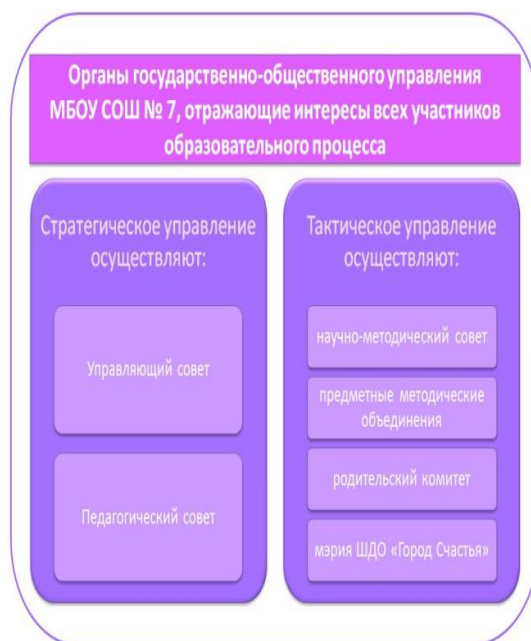 Органы государственно-общественного управления
МБОУ СОШ № 7, отражающие интересы всех участников
образовательного процесса
Стратегическое управление
осуществляют:
Управляющий совет
Педагогический совет
Тактическое управление
осуществляют:
научно-методический совет
предметные методические
объединения
родительский комитет
мэрия ШДО «Город Счастья»